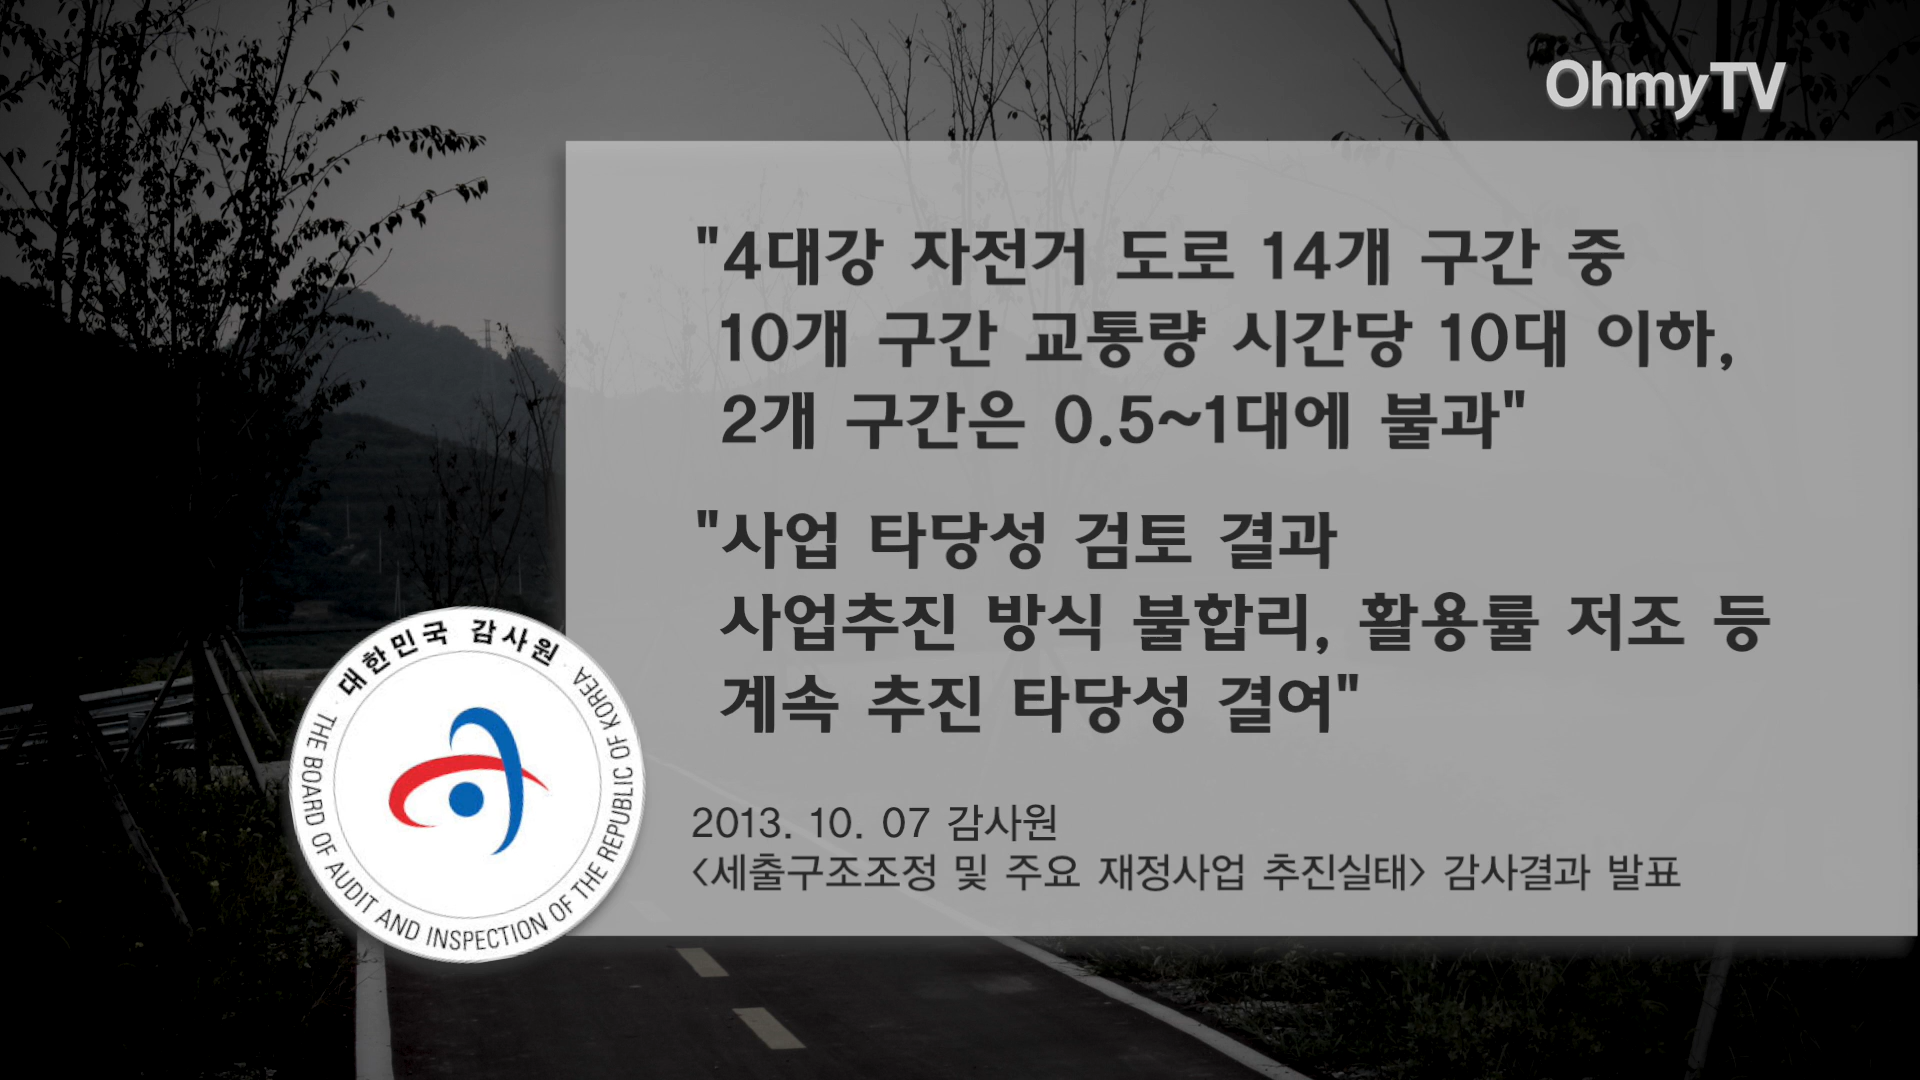 OhmyTV
"4대강 자전거 도로 14개 구간 중
10개 구간 교통량 시간당 10대 이하,
2개 구간은 0.5~1대에 불과"
"사업 타당성 검토 결과
사업추진 방식 불합리, 활용률 저조 등
계속 추진 타당성 결여"
2013. 10. 07 감사원
<세출구조조정 및 주요 재정사업 추진실태> 감사결과 발표
대한민국 감사원
THE BOARD OF AUDIT AND INSPECTION OF THE REPUBLIC OF KOREA